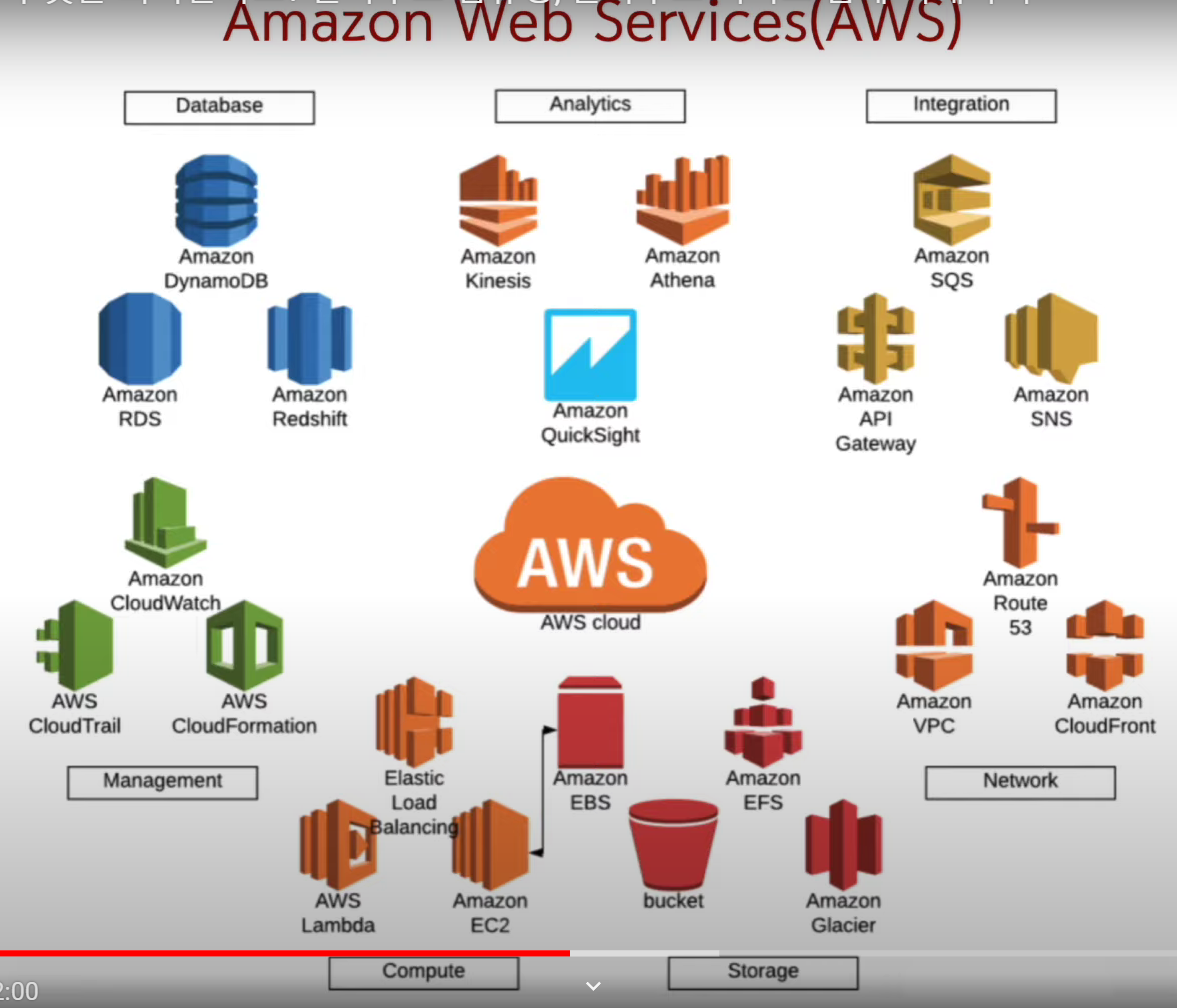 Amazon Web Services(AWS)
Database
Analytics
Integration
Amazon
DynamoDB
Amazon
Kinesis
Amazon
Athena
Amazon
SQS
Amazon
RDS
Amazon
Redshift
Amazon
QuickSight
Amazon
API
Gateway
Amazon
SNS
Amazon
CloudWatch
AWS
AWS cloud
Amazon
Route
53
AWS
CloudTrail
AWS
CloudFormation
Amazon
VPC
Amazon
CloudFront
Management
Network
Elastic
Load
Balancing
Amazon
EBS
Amazon
EFS
AWS
Lambda
Amazon
EC2
bucket
Amazon
Glacier
Compute
Storage
:00